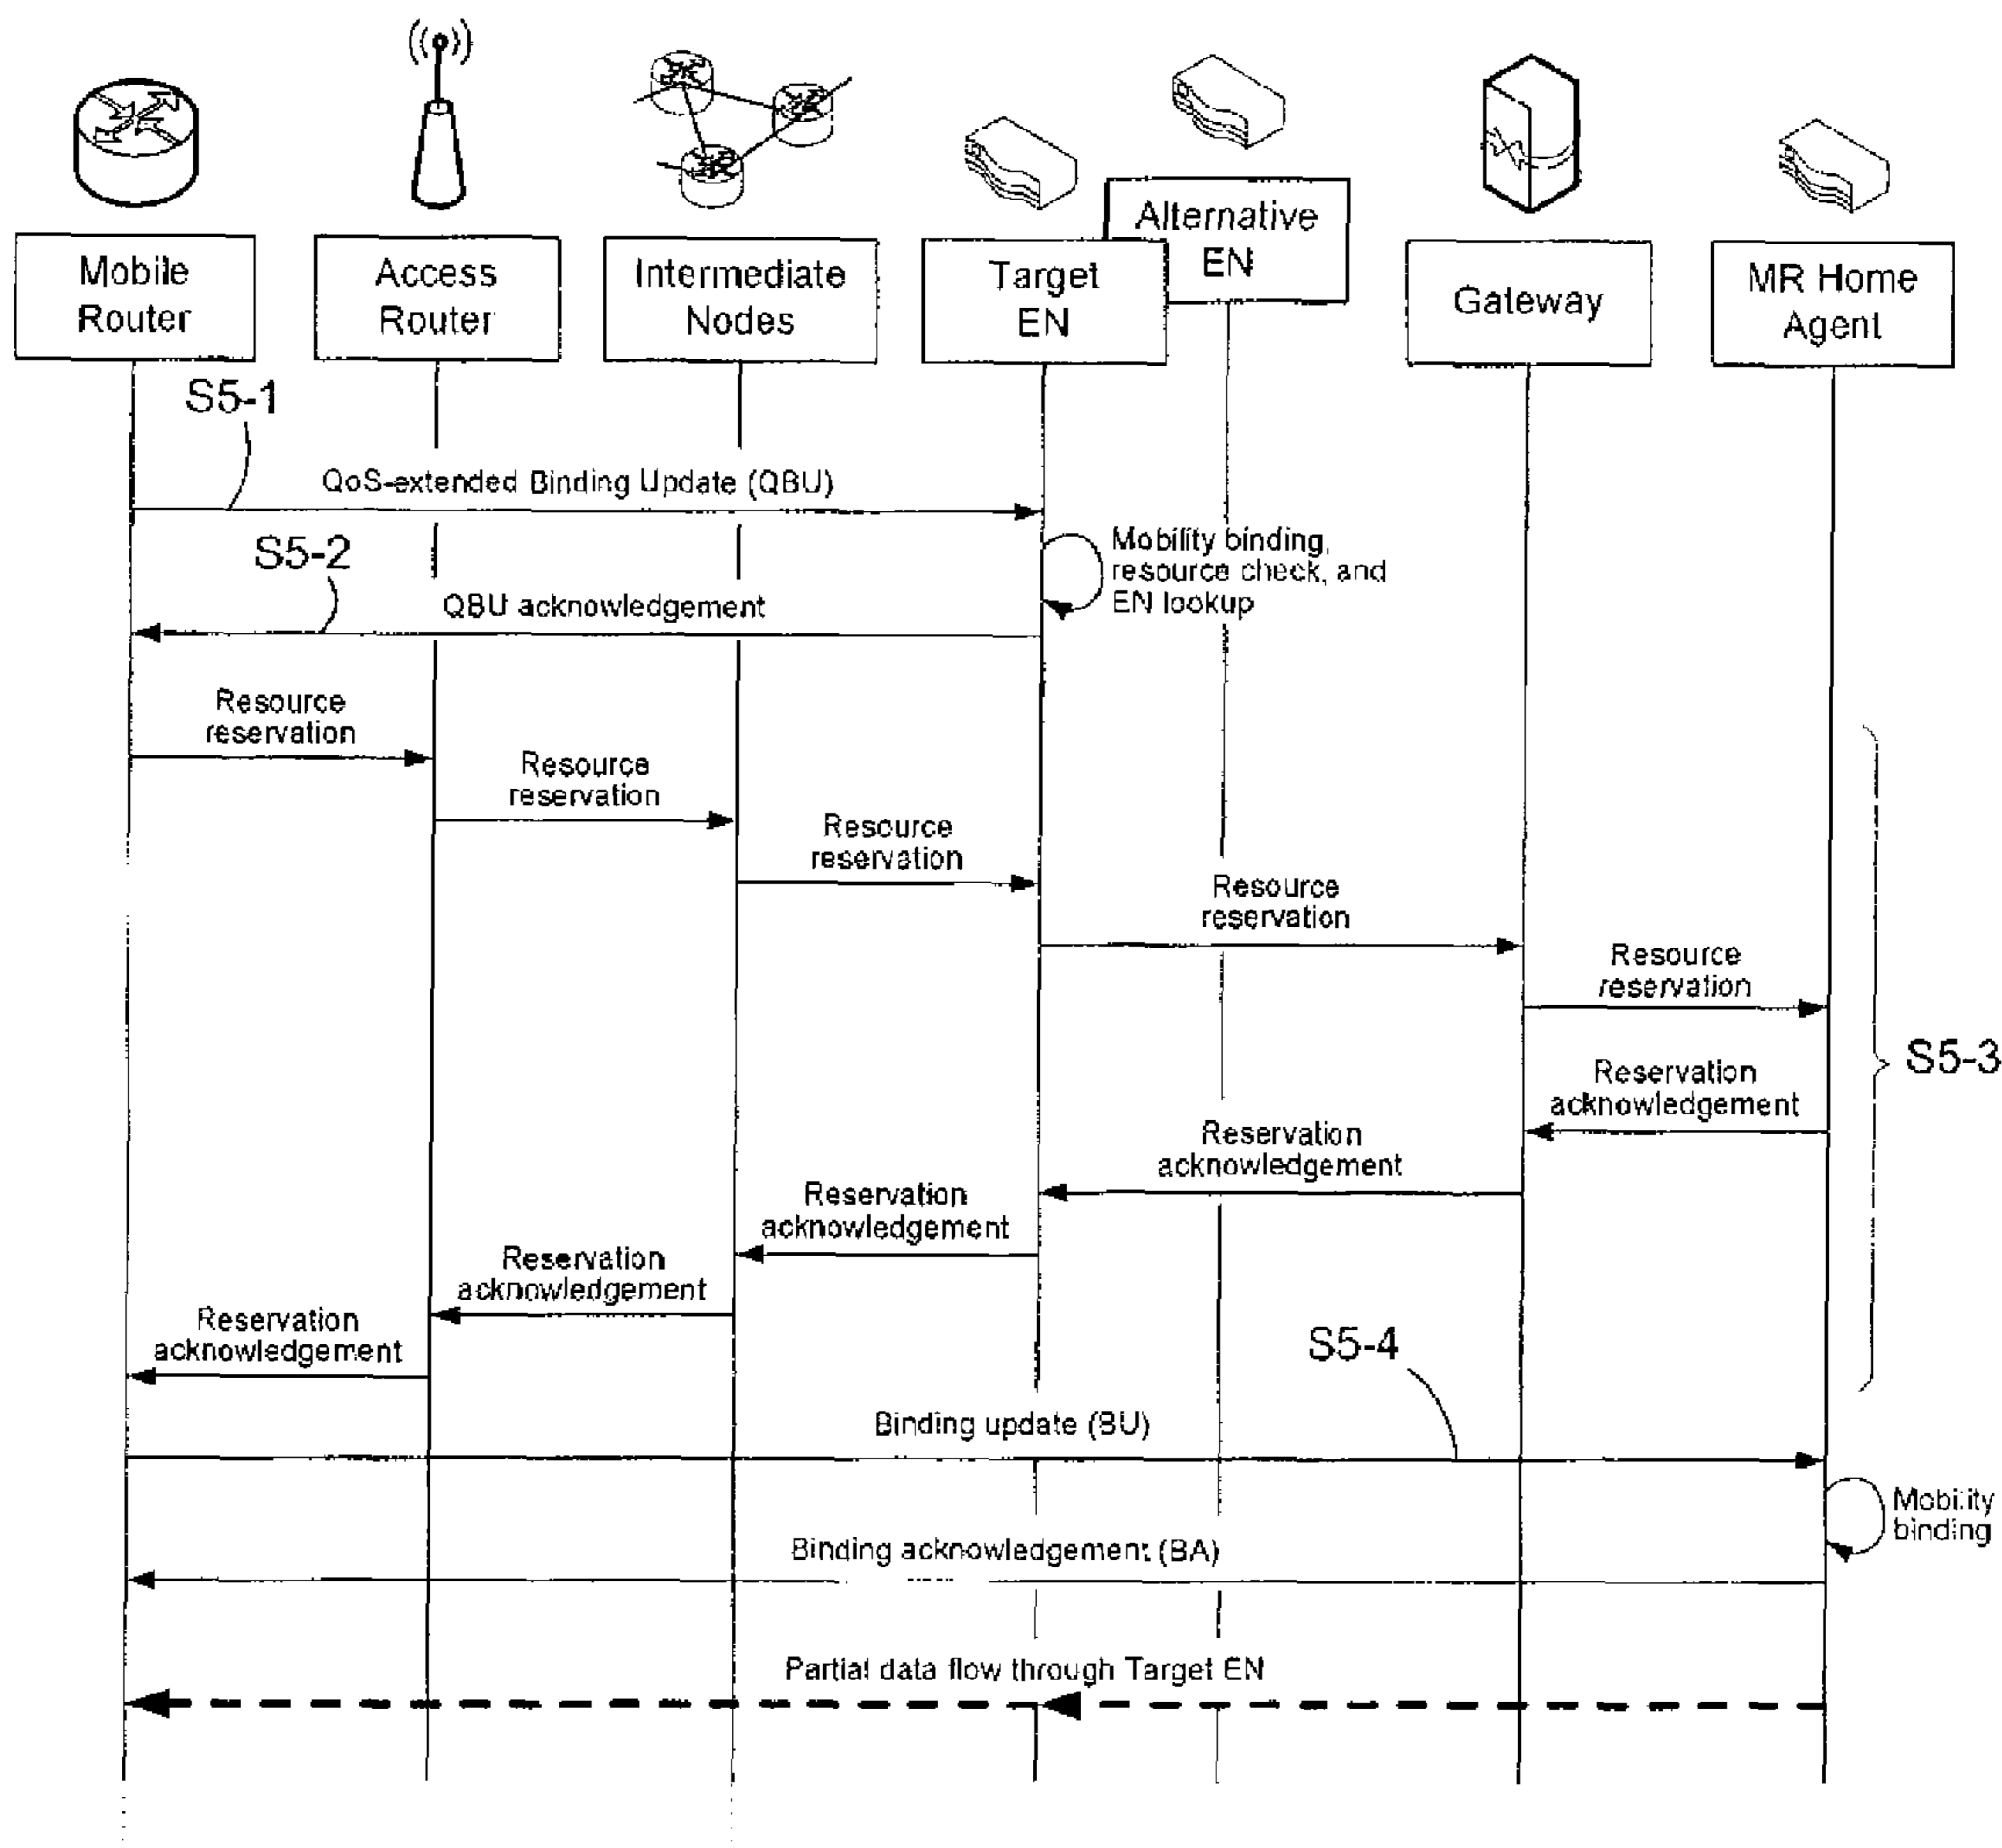 Mobile
Router
Access
Router
Intermediate
Nodes
Target
EN
Alternative
EN
Gateway
MR Home
Agent
S5-1
QoS-extended Binding Update (QBU)
Mobility binding,
resource check, and
EN lookup
S5-2
QBU acknowledgement
Resource
reservation
Resource
reservation
Resource
reservation
Resource
reservation
Resource
reservation
S5-3
Reservation
acknowledgement
Reservation
acknowledgement
Reservation
acknowledgement
Reservation
acknowledgement
Reservation
acknowledgement
S5-4
Binding update (BU)
Mobility
binding
Binding acknowledgement (BA)
Partial data flow through Target EN